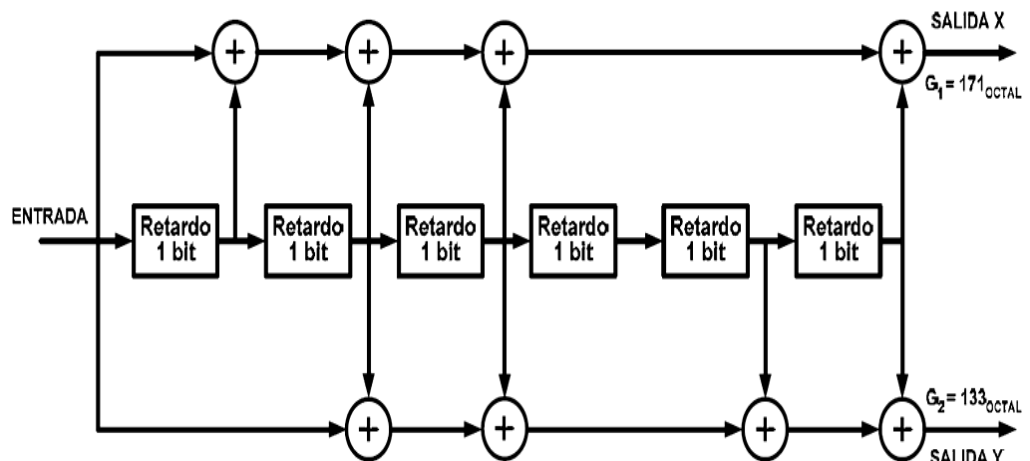 SALIDA X
G1 = 171OCTAL
ENTRADA
Retardo
1 bit
Retardo
1 bit
Retardo
1 bit
Retardo
1 bit
Retardo
1 bit
Retardo
1 bit
G2 = 133OCTAL
SALIDA Y